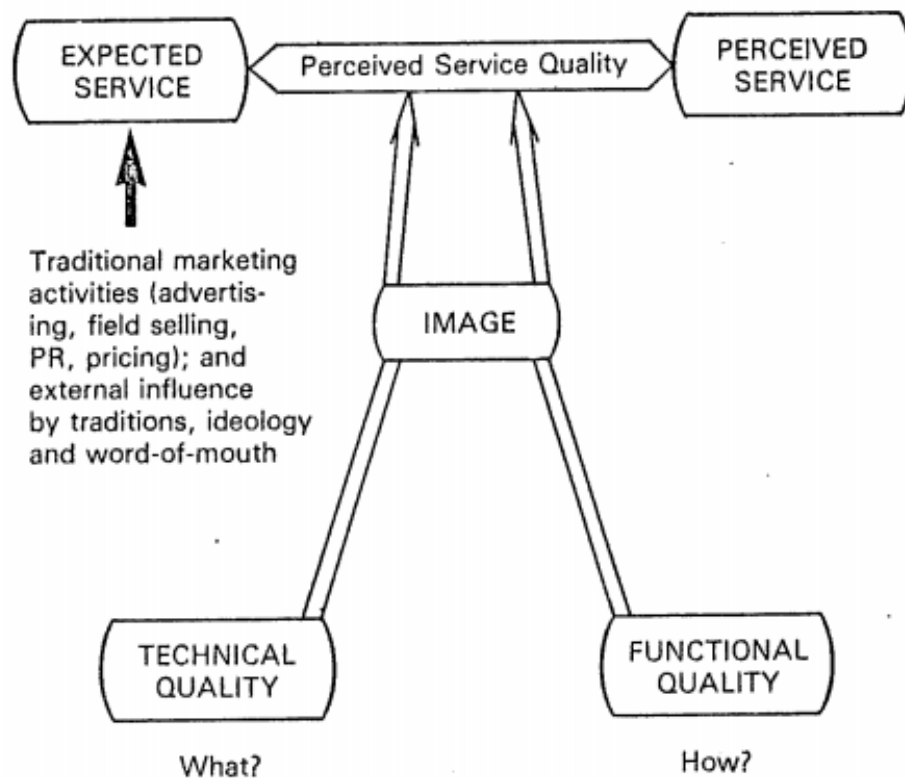 EXPECTED
SERVICE
Perceived Service Quality
PERCEIVED
SERVICE
Traditional marketing
activities (advertis-
ing, field selling,
PR, pricing); and
external influence
by traditions, ideology
and word-of-mouth
IMAGE
TECHNICAL
QUALITY
FUNCTIONAL
QUALITY
What?
How?